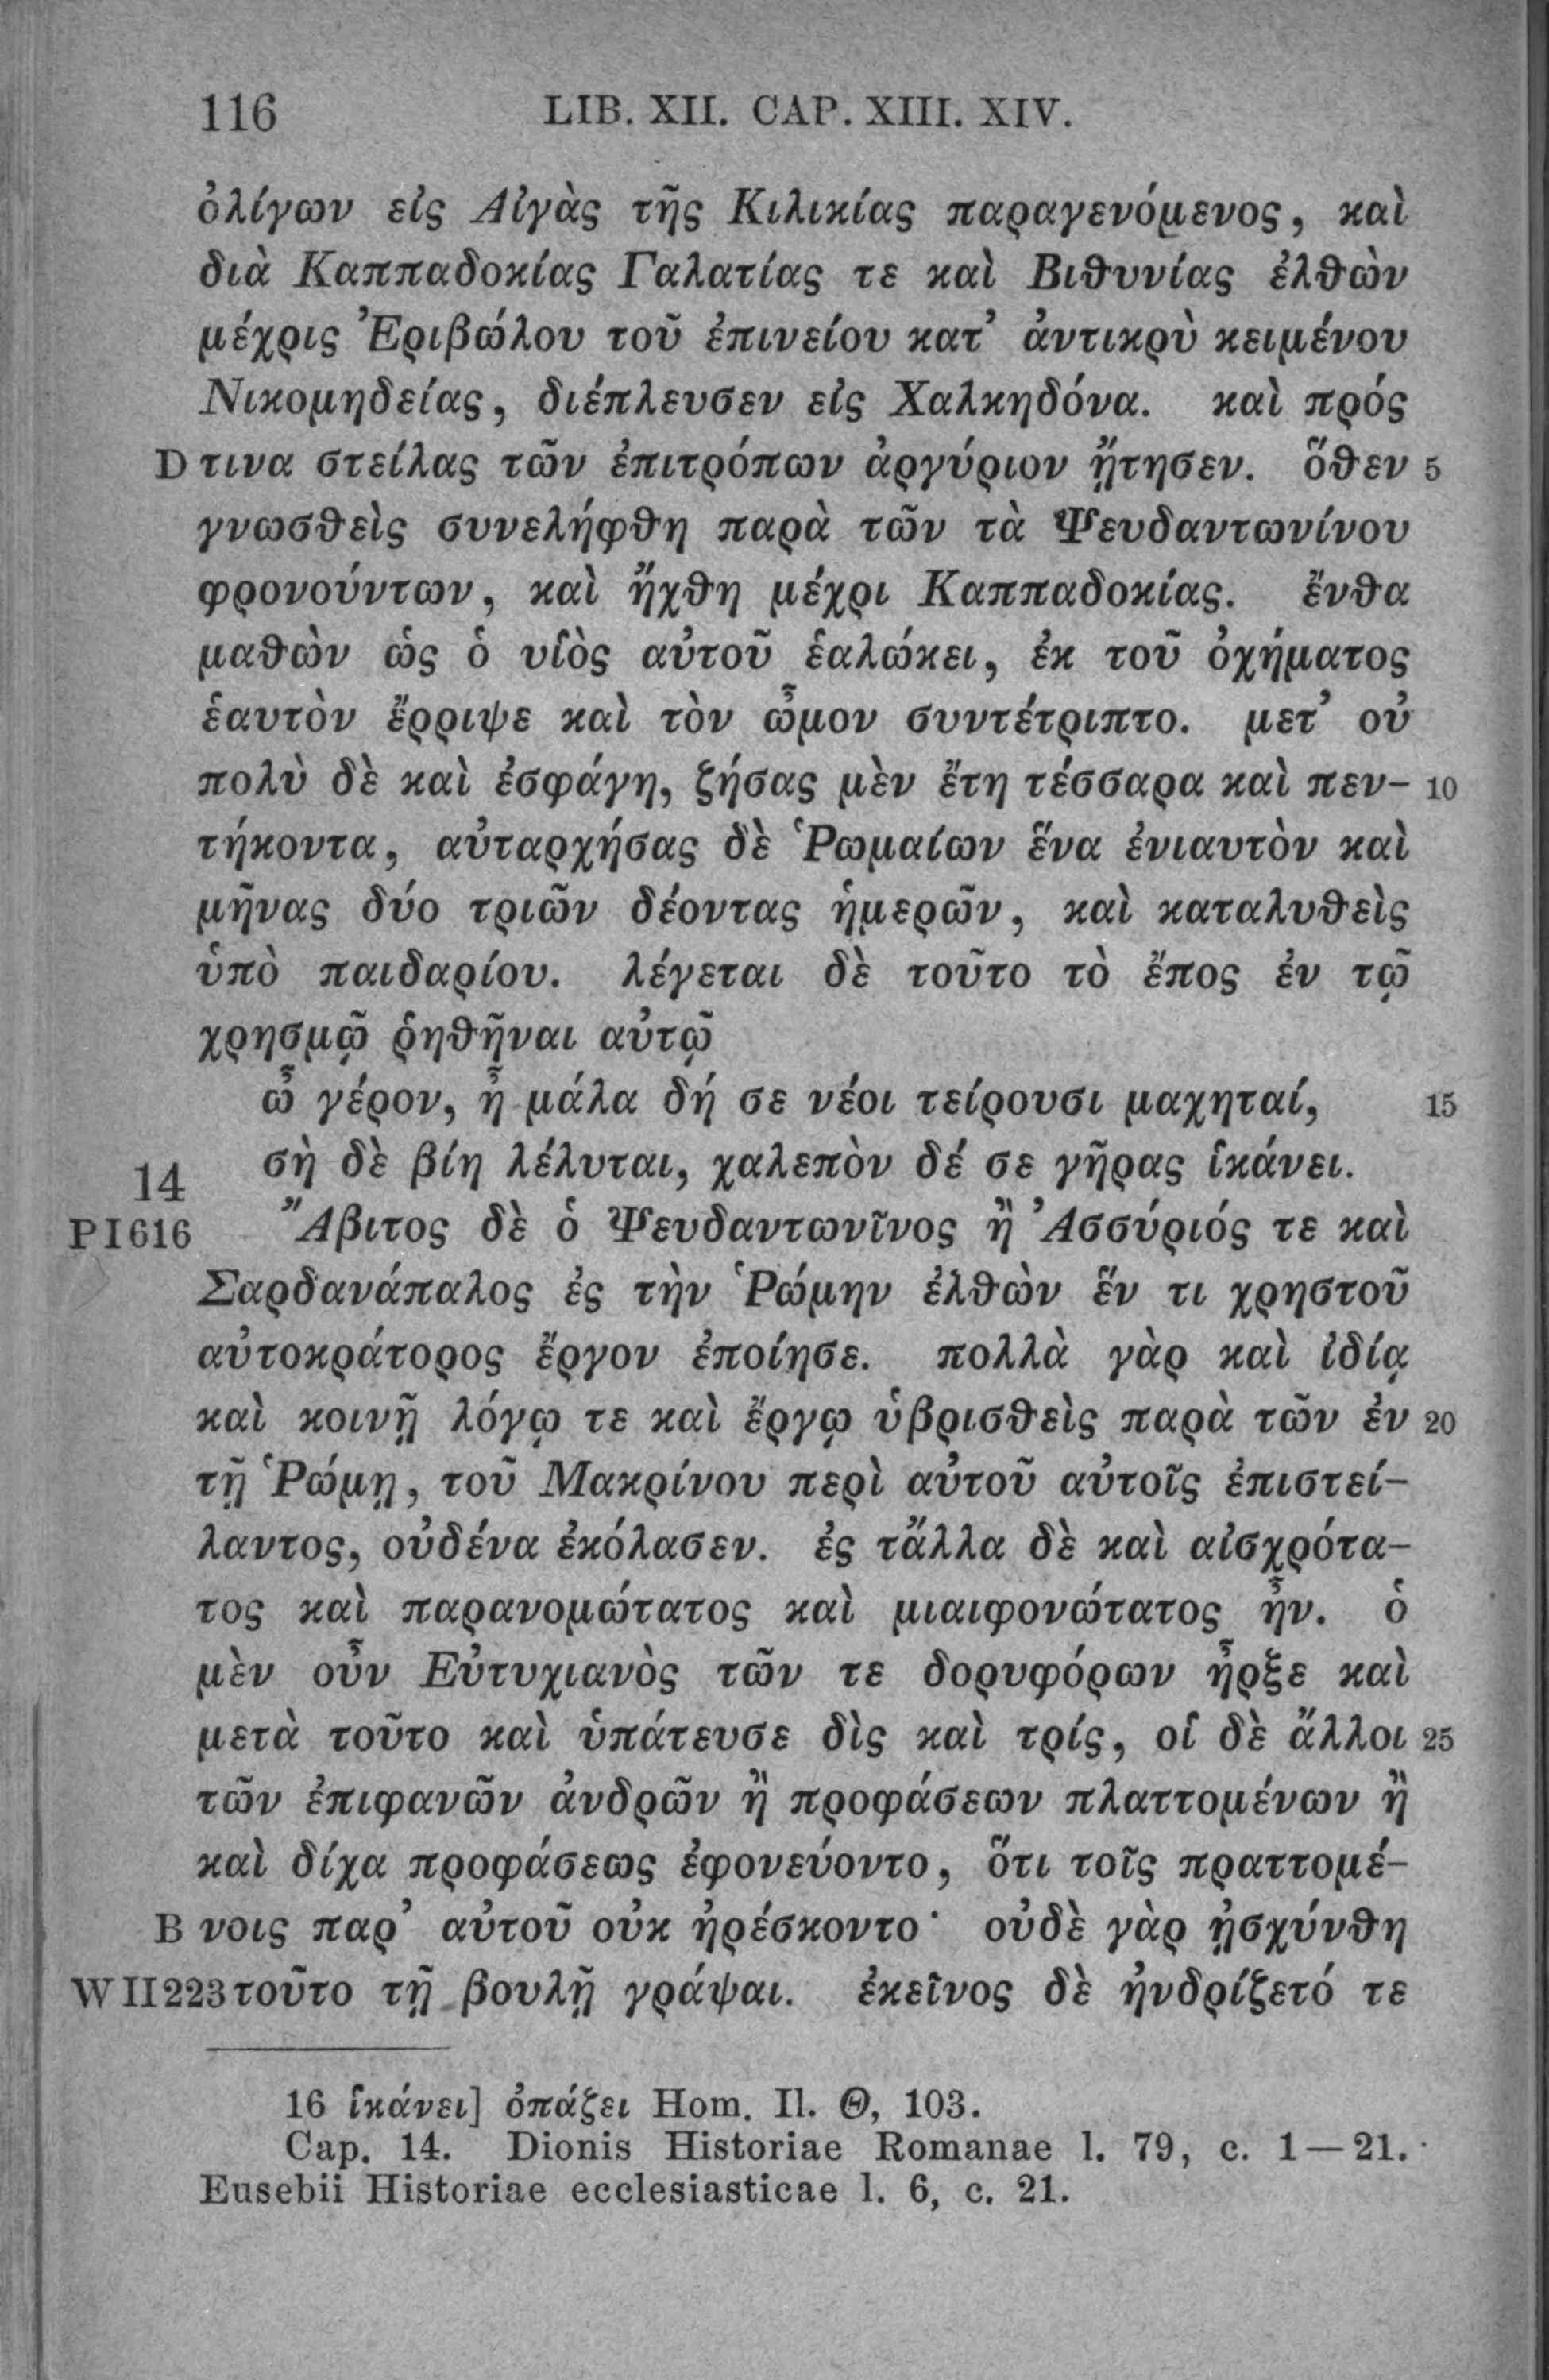 116 LIB. XII. CAP. XIII. XIV.
ὀλίγων εἰς Αἰγὰς τῆς Κιλικίας παραγενόμενος, καὶ
διὰ Καππαδοκίας Γαλατίας τε καὶ Βιθυνίας ἐλθὼν
μέχρις Ἐριβώλου τοῦ ἐπινείου κατ’ ἀντικρὺ κειμένου
Νικομηδείας, διέπλευσεν εἰς Χαλκηδόνα. καὶ πρός
D τινα στείλας τῶν ἐπιτρόπων ἀργύριον ᾔτησεν. ὅθεν 5
γνωσθεὶς συνελήφθη παρὰ τῶν τὰ Ψευδαντωνίνου
φρονούντων, καὶ ἤχθη μέχρι Καππαδοκίας. ἔνθα
μαθὼν ὡς ὁ υἱὸς αὐτοῦ ἑαλώκει, ἐκ τοῦ ὀχήματος
ἑαυτὸν ἔρριψε καὶ τὸν ὦμον συντέτριπτο. μετ’ οὐ
πολὺ δὲ καὶ ἐσφάγη, ζήσας μὲν ἔτη τέσσαρα καὶ πεν- 10
τήκοντα, αὐταρχήσας δὲ Ῥωμαίων ἕνα ἐνιαυτὸν καὶ
μῆνας δύο τριῶν δέοντας ἡμερῶν, καὶ καταλυθεὶς
ὑπὸ παιδαρίου. λέγεται δὲ τοῦτο τὸ ἔπος ἐν τῷ
χρησμῷ ῥηθῆναι αὐτῷ
ὦ γέρον, ἦ μάλα δή σε νέοι τείρουσι μαχηταί, 15
σὴ δὲ βίη λέλυται, χαλεπὸν δέ σε γῆρας ἱκάνει.
14
P I 616 Ἄβιτος δὲ ὁ Ψευδαντωνῖνος ἢ Ἀσσύριός τε καὶ
Σαρδανάπαλος ἐς τὴν Ῥώμην ἐλθὼν ἕν τι χρηστοῦ
αὐτοκράτορος ἔργον ἐποίησε. πολλὰ γὰρ καὶ ἰδίᾳ
καὶ κοινῇ λόγῳ τε καὶ ἔργῳ ὑβρισθεὶς παρὰ τῶν ἐν 20
τῇ Ῥώμῃ, τοῦ Μακρίνου περὶ αὐτοῦ αὐτοῖς ἐπιστεί-
λαντος, οὐδένα ἐκόλασεν. ἐς τἄλλα δὲ καὶ αἰσχρότα-
τος καὶ παρανομώτατος καὶ μιαιφονώτατος ἦν. ὁ
μὲν οὖν Εὐτυχιανὸς τῶν τε δορυφόρων ἦρξε καὶ
μετὰ τοῦτο καὶ ὑπάτευσε δὶς καὶ τρίς, οἱ δὲ ἄλλοι 25
τῶν ἐπιφανῶν ἀνδρῶν ἢ προφάσεων πλαττομένων ἢ
καὶ δίχα προφάσεως ἐφονεύοντο, ὅτι τοῖς πραττομέ-
B νοις παρ’ αὐτοῦ οὐκ ἠρέσκοντο· οὐδὲ γὰρ ᾐσχύνθη
W II 223 τοῦτο τῇ βουλῇ γράψαι. ἐκεῖνος δὲ ἠνδρίζετό τε
16 ἱκάνει] ὀπάζει Hom. Il. Θ, 103.
Cap. 14. Dionis Historiae Romanae l. 79, c. 1—21.
Eusebii Historiae ecclesiasticae l. 6, c. 21.